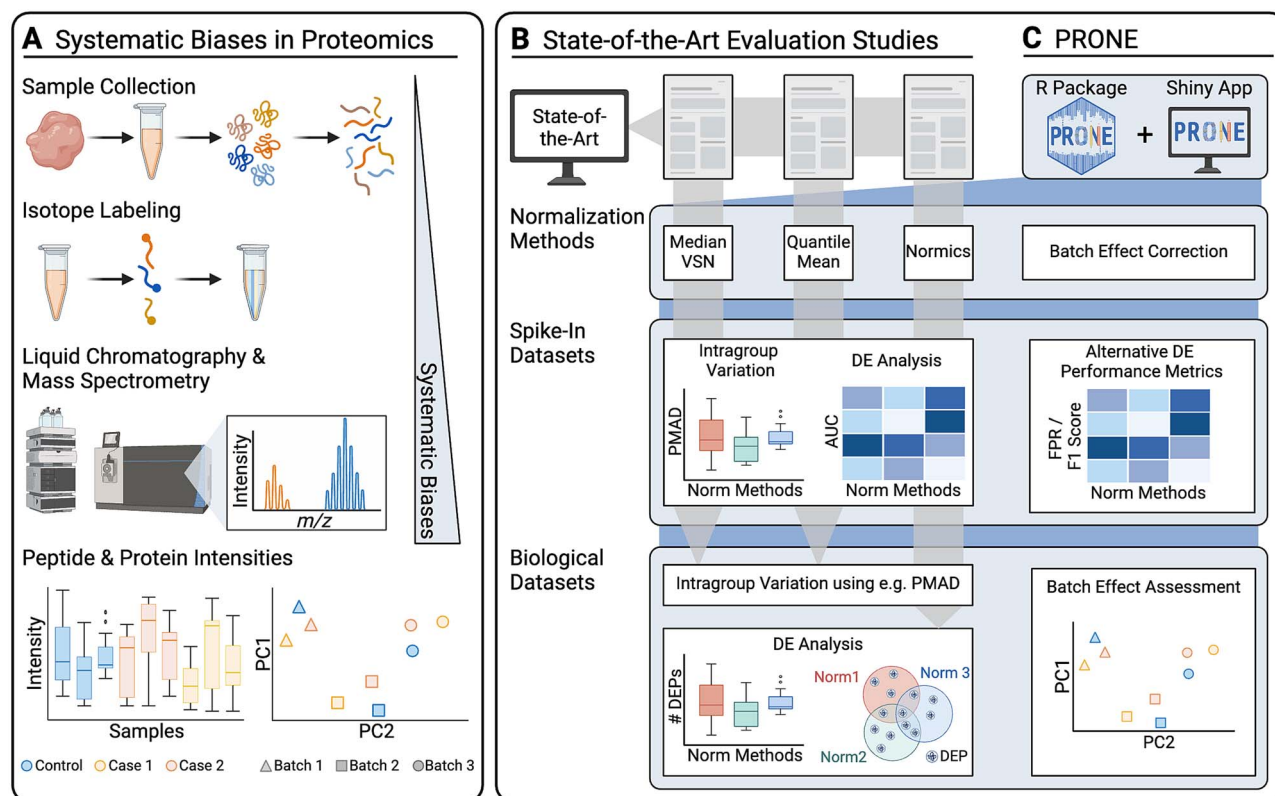 A Systematic Biases in Proteomics
Sample Collection
Isotope Labeling
Liquid Chromatography &
Mass Spectrometry
Intensity
m/z
Systematic Biases
Peptide & Protein Intensities
Intensity
Samples
PC1
PC2
Control
Case 1
Case 2
Batch 1
Batch 2
Batch 3
B State-of-the-Art Evaluation Studies
State-of-
the-Art
Normalization
Methods
Median
VSN
Quantile
Mean
Normics
Spike-In
Datasets
Intragroup
Variation
PMAD
Norm Methods
DE Analysis
AUC
Norm Methods
Biological
Datasets
Intragroup Variation using e.g. PMAD
DE Analysis
# DEPs
Norm Methods
Norm1
Norm 3
Norm2
DEP
C PRONE
R Package
Shiny App
PRONE
+
PRONE
Batch Effect Correction
Alternative DE
Performance Metrics
FPR /
F1 Score
Norm Methods
Batch Effect Assessment
PC1
PC2